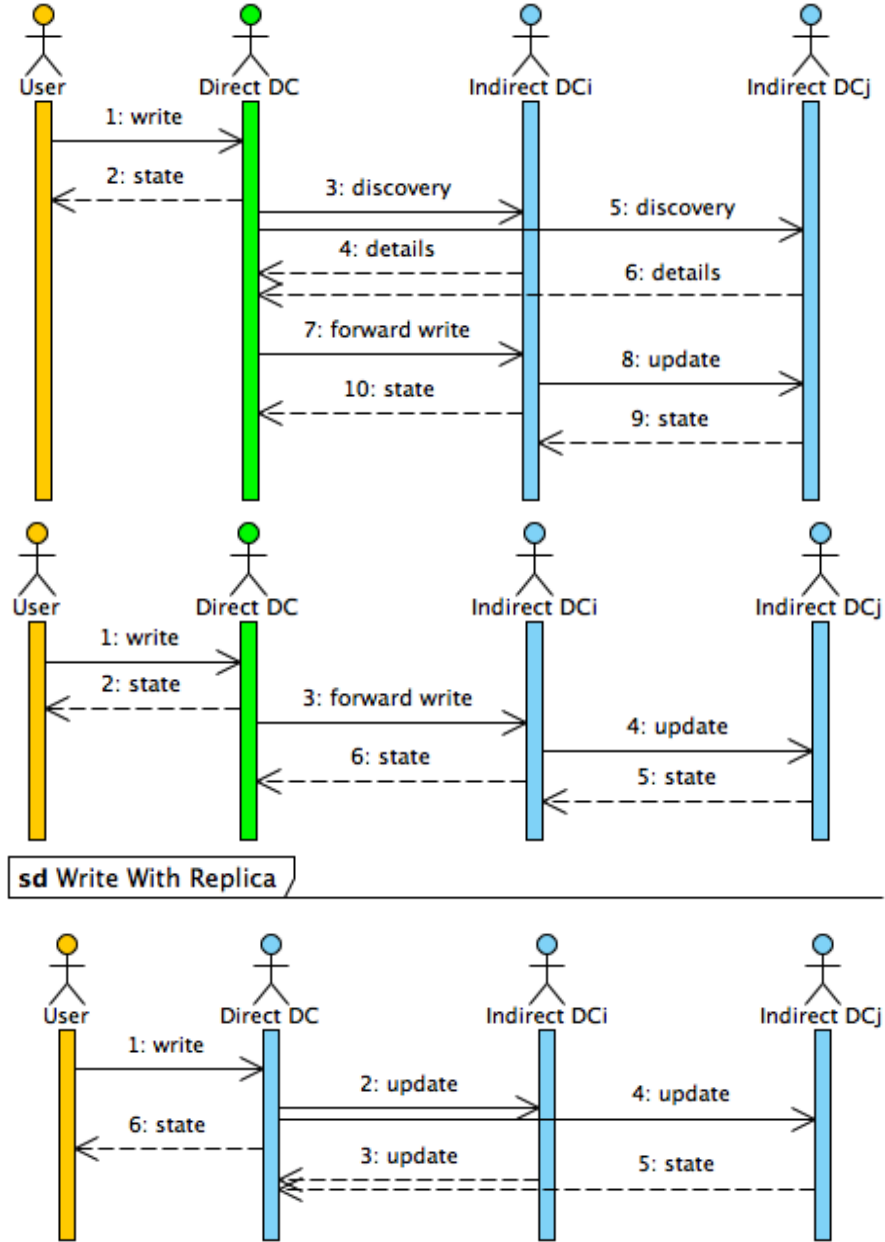 User Direct DC Indirect DCi Indirect DCj
1: write
2: state
3: discovery
5: discovery
4: details
6: details
7: forward write
8: update
10: state
9: state
User Direct DC Indirect DCi Indirect DCj
1: write
2: state
3: forward write
4: update
6: state
5: state
sd Write With Replica
User Direct DC Indirect DCi Indirect DCj
1: write
2: update
4: update
6: state
3: update
5: state